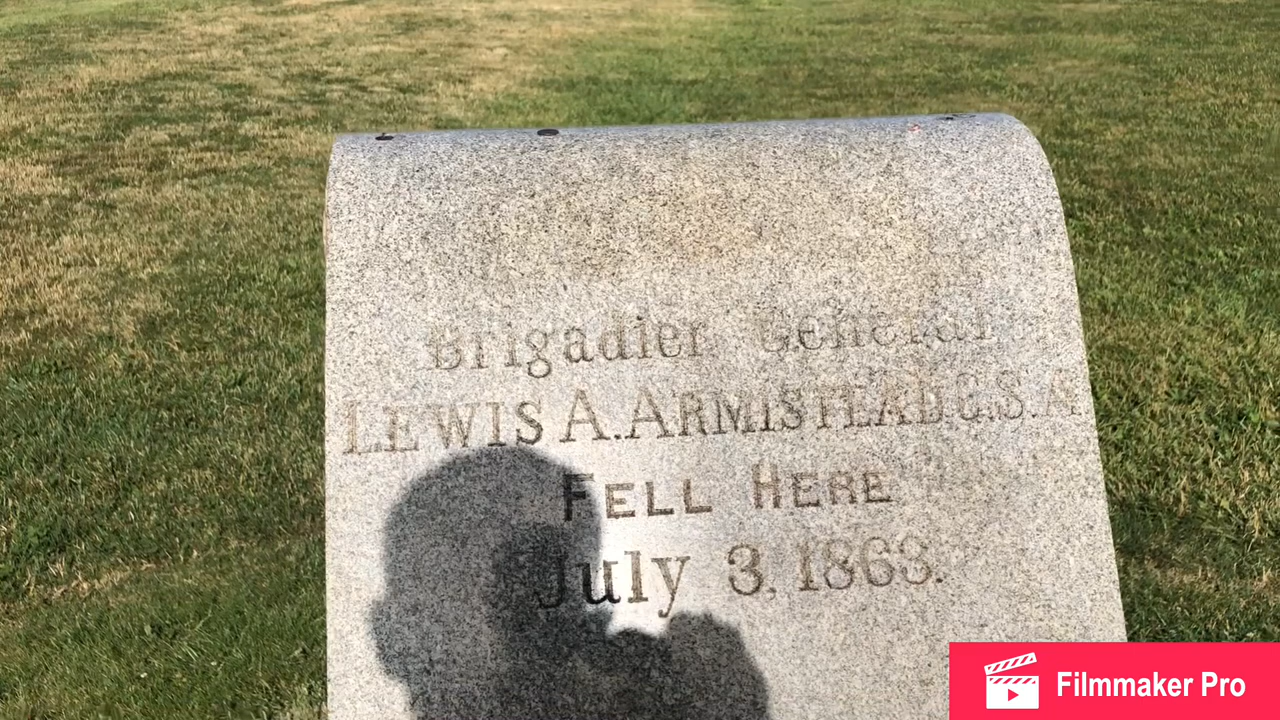 Brigadier General
LEWIS A. ARMISTEAD. C.S.A.
FELL HERE
July 3, 1863.
Filmmaker Pro